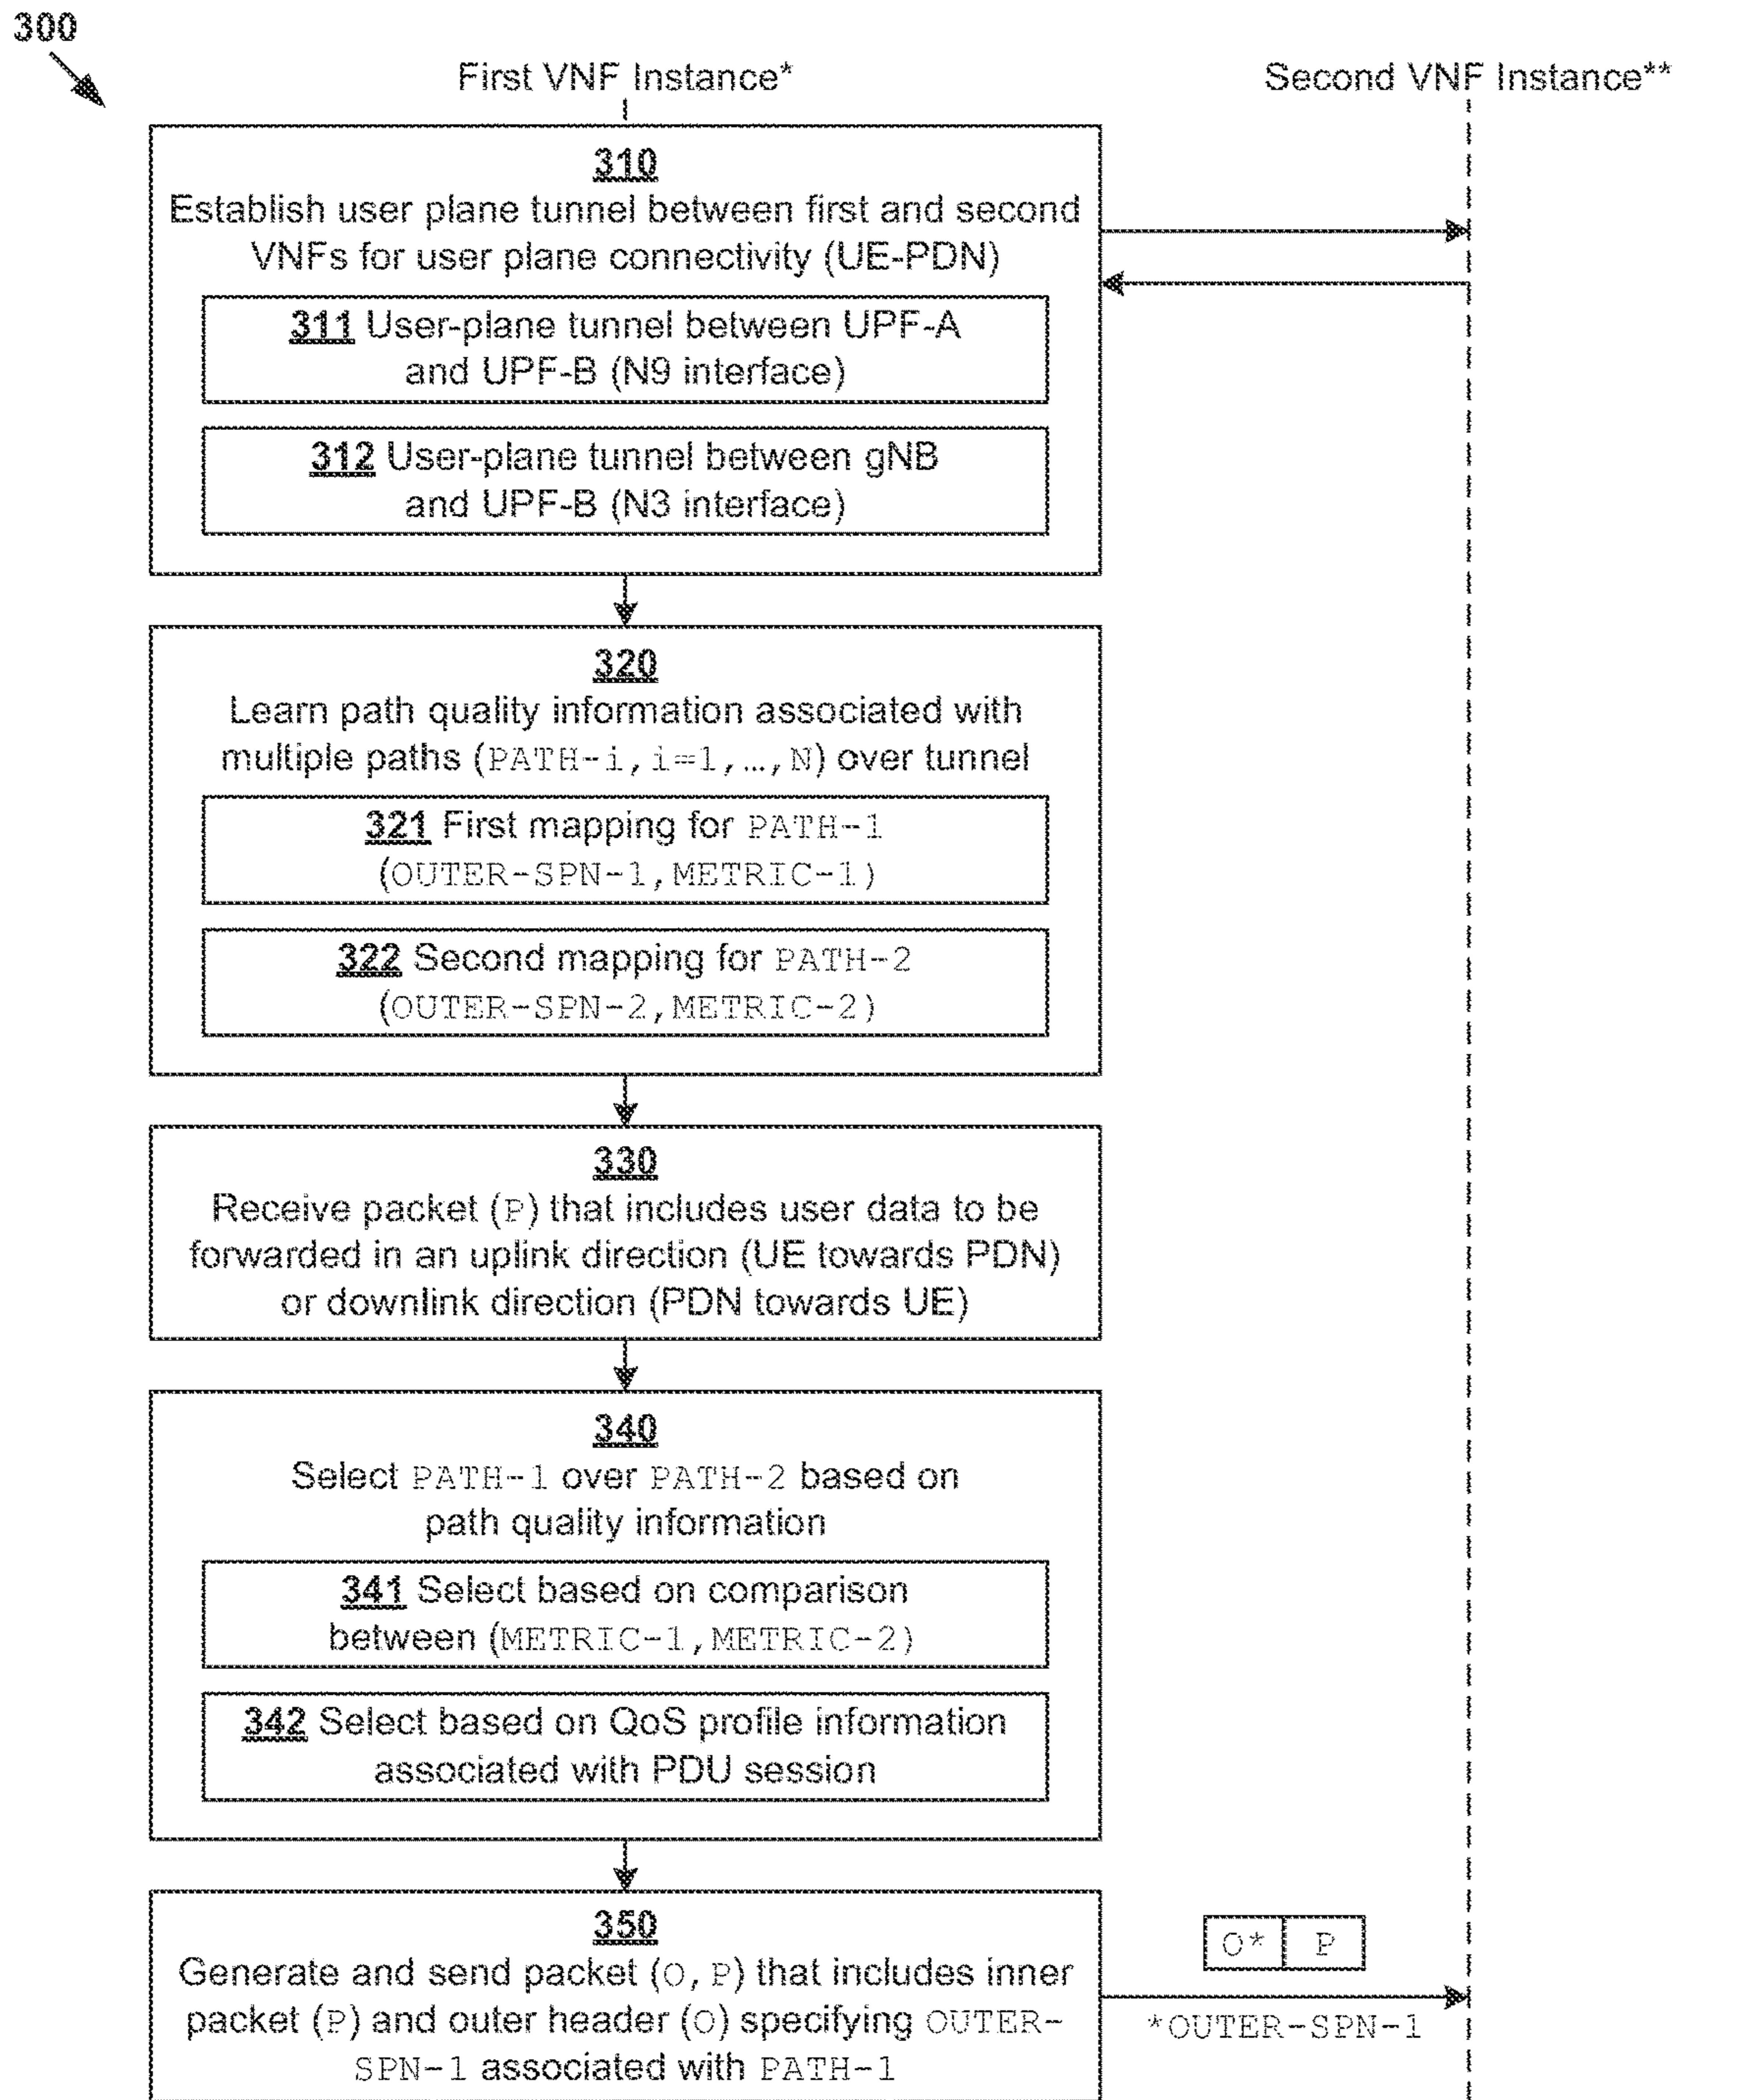 300
First VNF Instance*
Second VNF Instance**
310
Establish user plane tunnel between first and second
VNFs for user plane connectivity (UE-PDN)
311 User-plane tunnel between UPF-A
and UPF-B (N9 interface)
312 User-plane tunnel between gNB
and UPF-B (N3 interface)
320
Learn path quality information associated with
multiple paths (PATH-i, i=1, …, N) over tunnel
321 First mapping for PATH-1
(OUTER-SPN-1, METRIC-1)
322 Second mapping for PATH-2
(OUTER-SPN-2, METRIC-2)
330
Receive packet (P) that includes user data to be
forwarded in an uplink direction (UE towards PDN)
or downlink direction (PDN towards UE)
340
Select PATH-1 over PATH-2 based on
path quality information
341 Select based on comparison
between (METRIC-1, METRIC-2)
342 Select based on QoS profile information
associated with PDU session
350
Generate and send packet (O, P) that includes inner
packet (P) and outer header (O) specifying OUTER-
SPN-1 associated with PATH-1
O* P
*OUTER-SPN-1